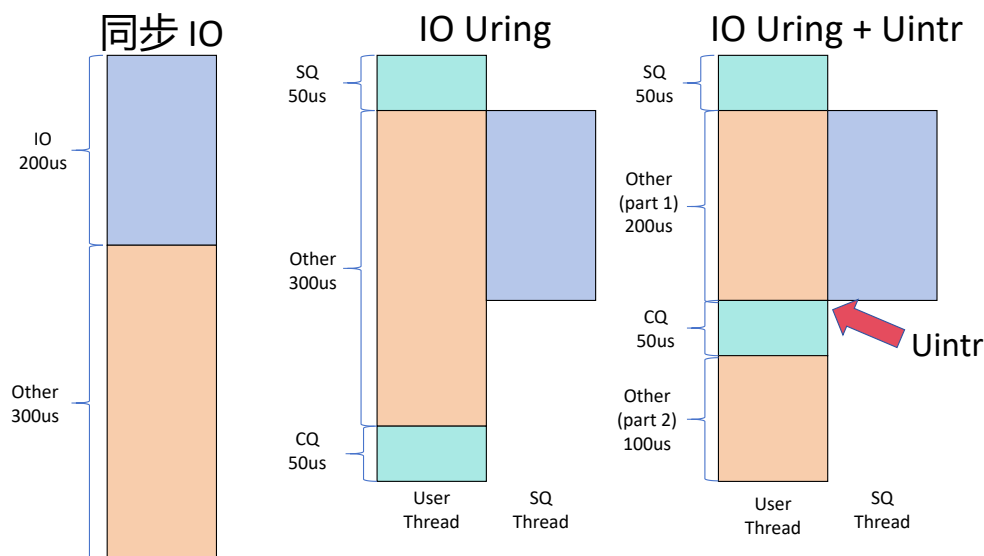 同步 IO
IO
200us
Other
300us
IO Uring
SQ
50us
Other
300us
CQ
50us
User
Thread
SQ
Thread
IO Uring + Uintr
SQ
50us
Other
(part 1)
200us
CQ
50us
Uintr
Other
(part 2)
100us
User
Thread
SQ
Thread